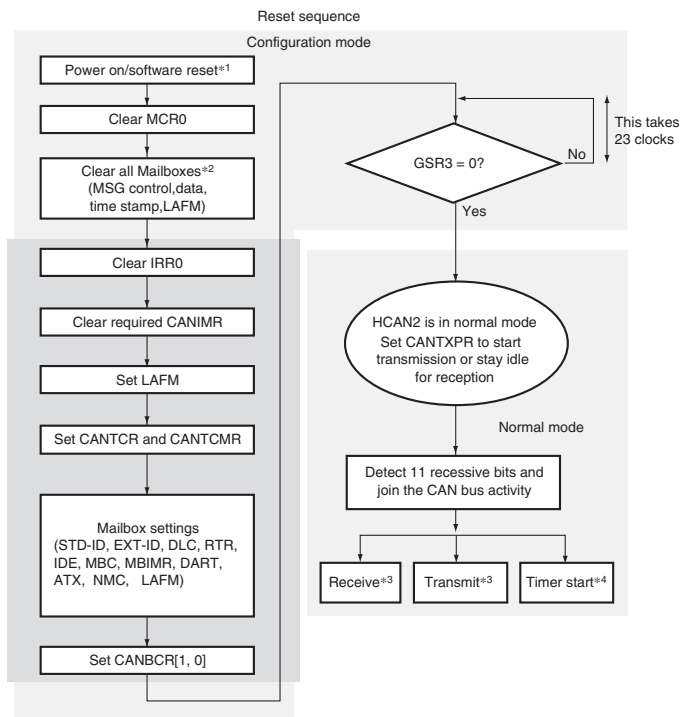 Reset sequence
Configuration mode
Power on/software reset*1
Clear MCR0
Clear all Mailboxes*2
(MSG control,data,
time stamp,LAFM)
Clear IRR0
Clear required CANIMR
Set LAFM
Set CANTCR and CANTCMR
Mailbox settings
(STD-ID, EXT-ID, DLC, RTR,
IDE, MBC, MBIMR, DART,
ATX, NMC, LAFM)
Set CANBCR[1, 0]
GSR3 = 0?
No
This takes
23 clocks
Yes
HCAN2 is in normal mode
Set CANTXPR to start
transmission or stay idle
for reception
Normal mode
Detect 11 recessive bits and
join the CAN bus activity
Receive*3
Transmit*3
Timer start*4